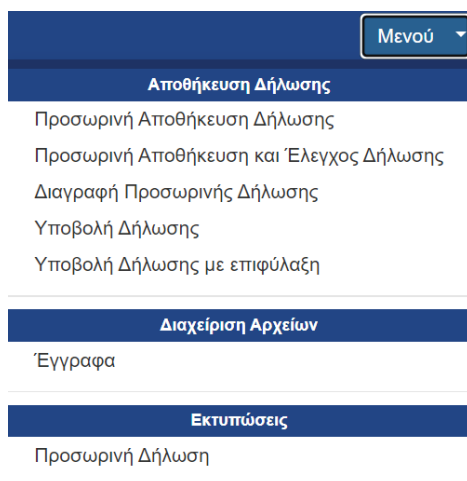 Μενού
Αποθήκευση Δήλωσης
Προσωρινή Αποθήκευση Δήλωσης
Προσωρινή Αποθήκευση και Έλεγχος Δήλωσης
Διαγραφή Προσωρινής Δήλωσης
Υποβολή Δήλωσης
Υποβολή Δήλωσης με επιφύλαξη
Διαχείριση Αρχείων
Έγγραφα
Εκτυπώσεις
Προσωρινή Δήλωση